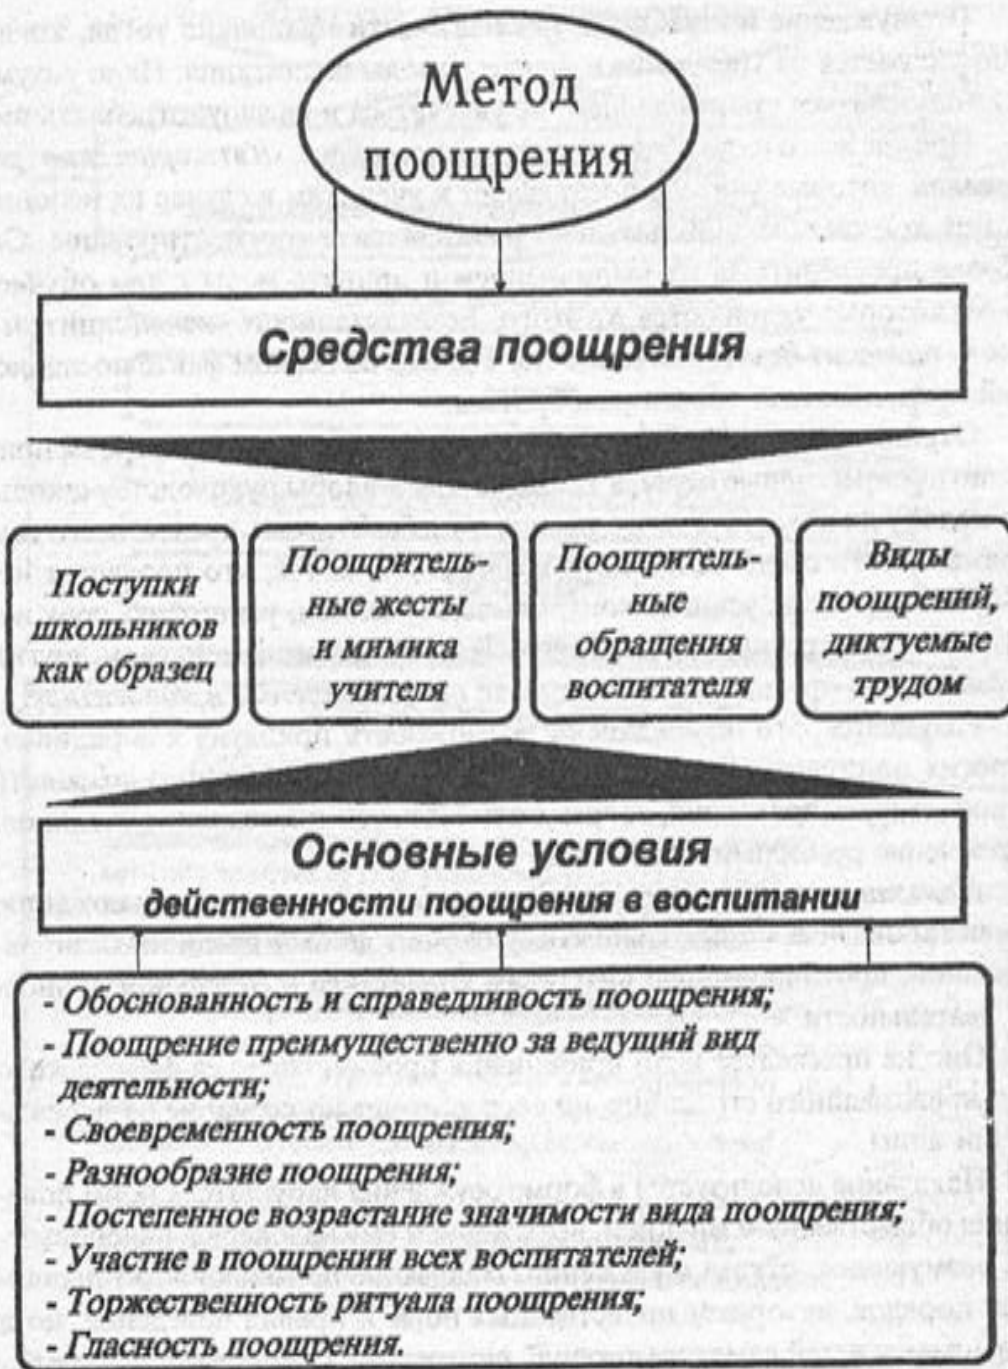 Метод
поощрения
Средства поощрения
Поступки
школьников
как образец
Поощритель-
ные жесты
и мимика
учителя
Поощритель-
ные
обращения
воспитателя
Виды
поощрений,
диктуемые
трудом
Основные условия
действенности поощрения в воспитании
- Обоснованность и справедливость поощрения;
- Поощрение преимущественно за ведущий вид
деятельности;
- Своевременность поощрения;
- Разнообразие поощрения;
- Постепенное возрастание значимости вида поощрения;
- Участие в поощрении всех воспитателей;
- Торжественность ритуала поощрения;
- Гласность поощрения.